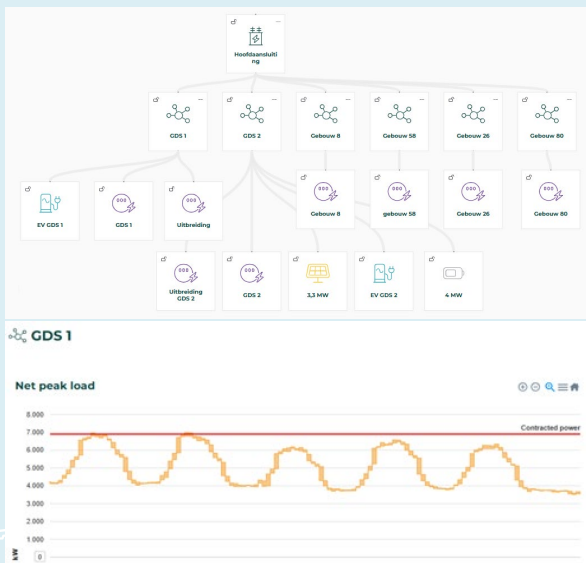 Hoofdaansluiti
ng
GDS 1
GDS 2
Gebouw 8
Gebouw 58
Gebouw 26
Gebouw 80
EV GDS 1
GDS 1
Uitbreiding
Gebouw 8
gebouw 58
Gebouw 26
Gebouw 80
Uitbreiding
GDS 2
GDS 2
3,3 MW
EV GDS 2
4 MW
GDS 1
Net peak load
8.000
7.000
Contracted power
6.000
5.000
4.000
3.000
2.000
1.000
kW
0